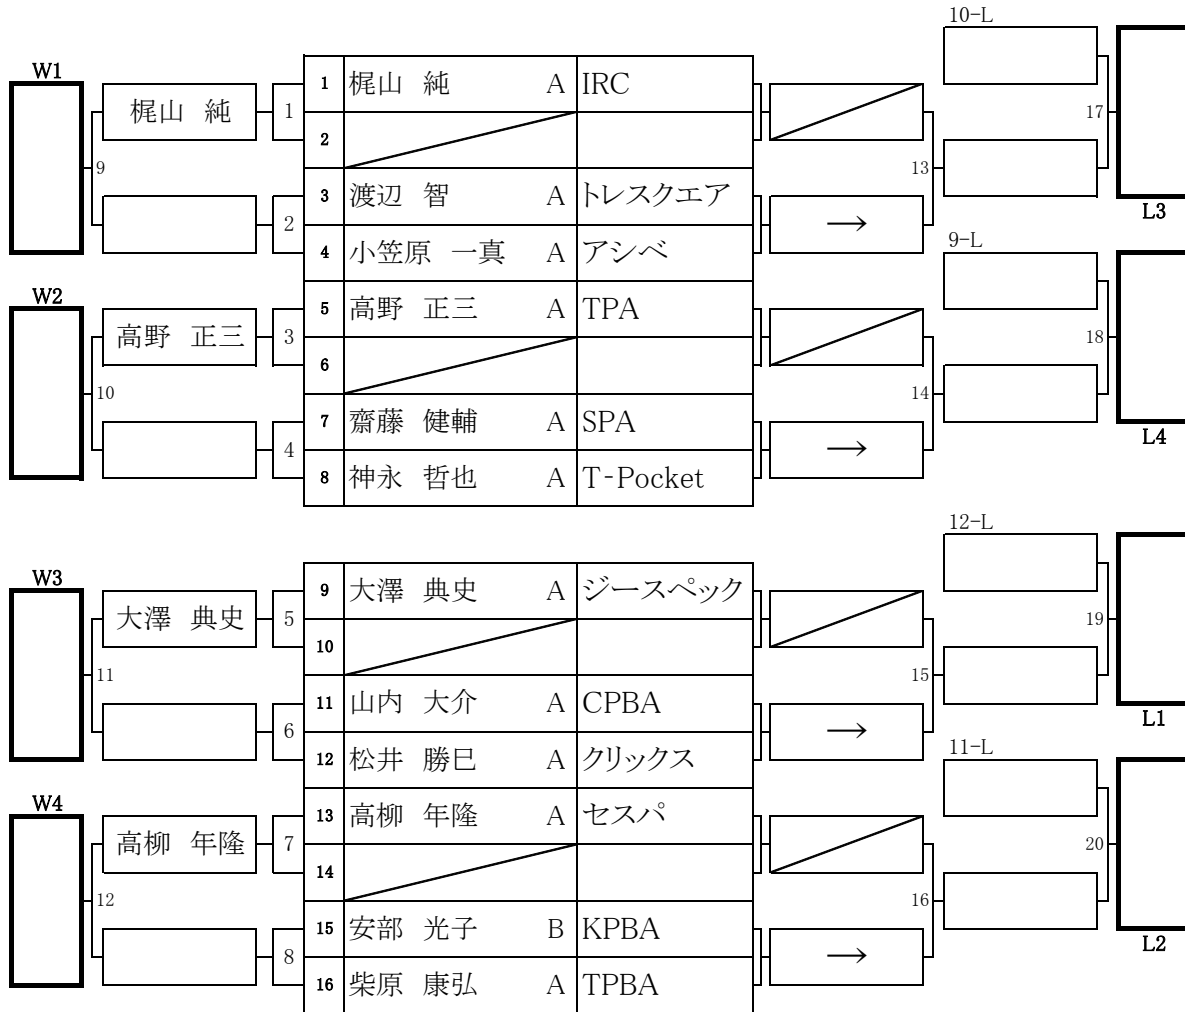 10-L
W1
1 梶山 純 A IRC
梶山 純 1
17
2
9
13
3 渡辺 智 A トレスクエア
L3
2
→
9-L
4 小笠原 一真 A アシベ
W2
5 高野 正三 A TPA
高野 正三 3
18
6
10
14
7 齋藤 健輔 A SPA
L4
4
→
8 神永 哲也 A T-Pocket
12-L
W3
9 大澤 典史 A ジースペック
大澤 典史 5
19
10
11
15
11 山内 大介 A CPBA
L1
6
→
11-L
12 松井 勝巳 A クリックス
W4
13 高柳 年隆 A セスパ
高柳 年隆 7
20
14
12
16
15 安部 光子 B KPBA
L2
8
→
16 柴原 康弘 A TPBA